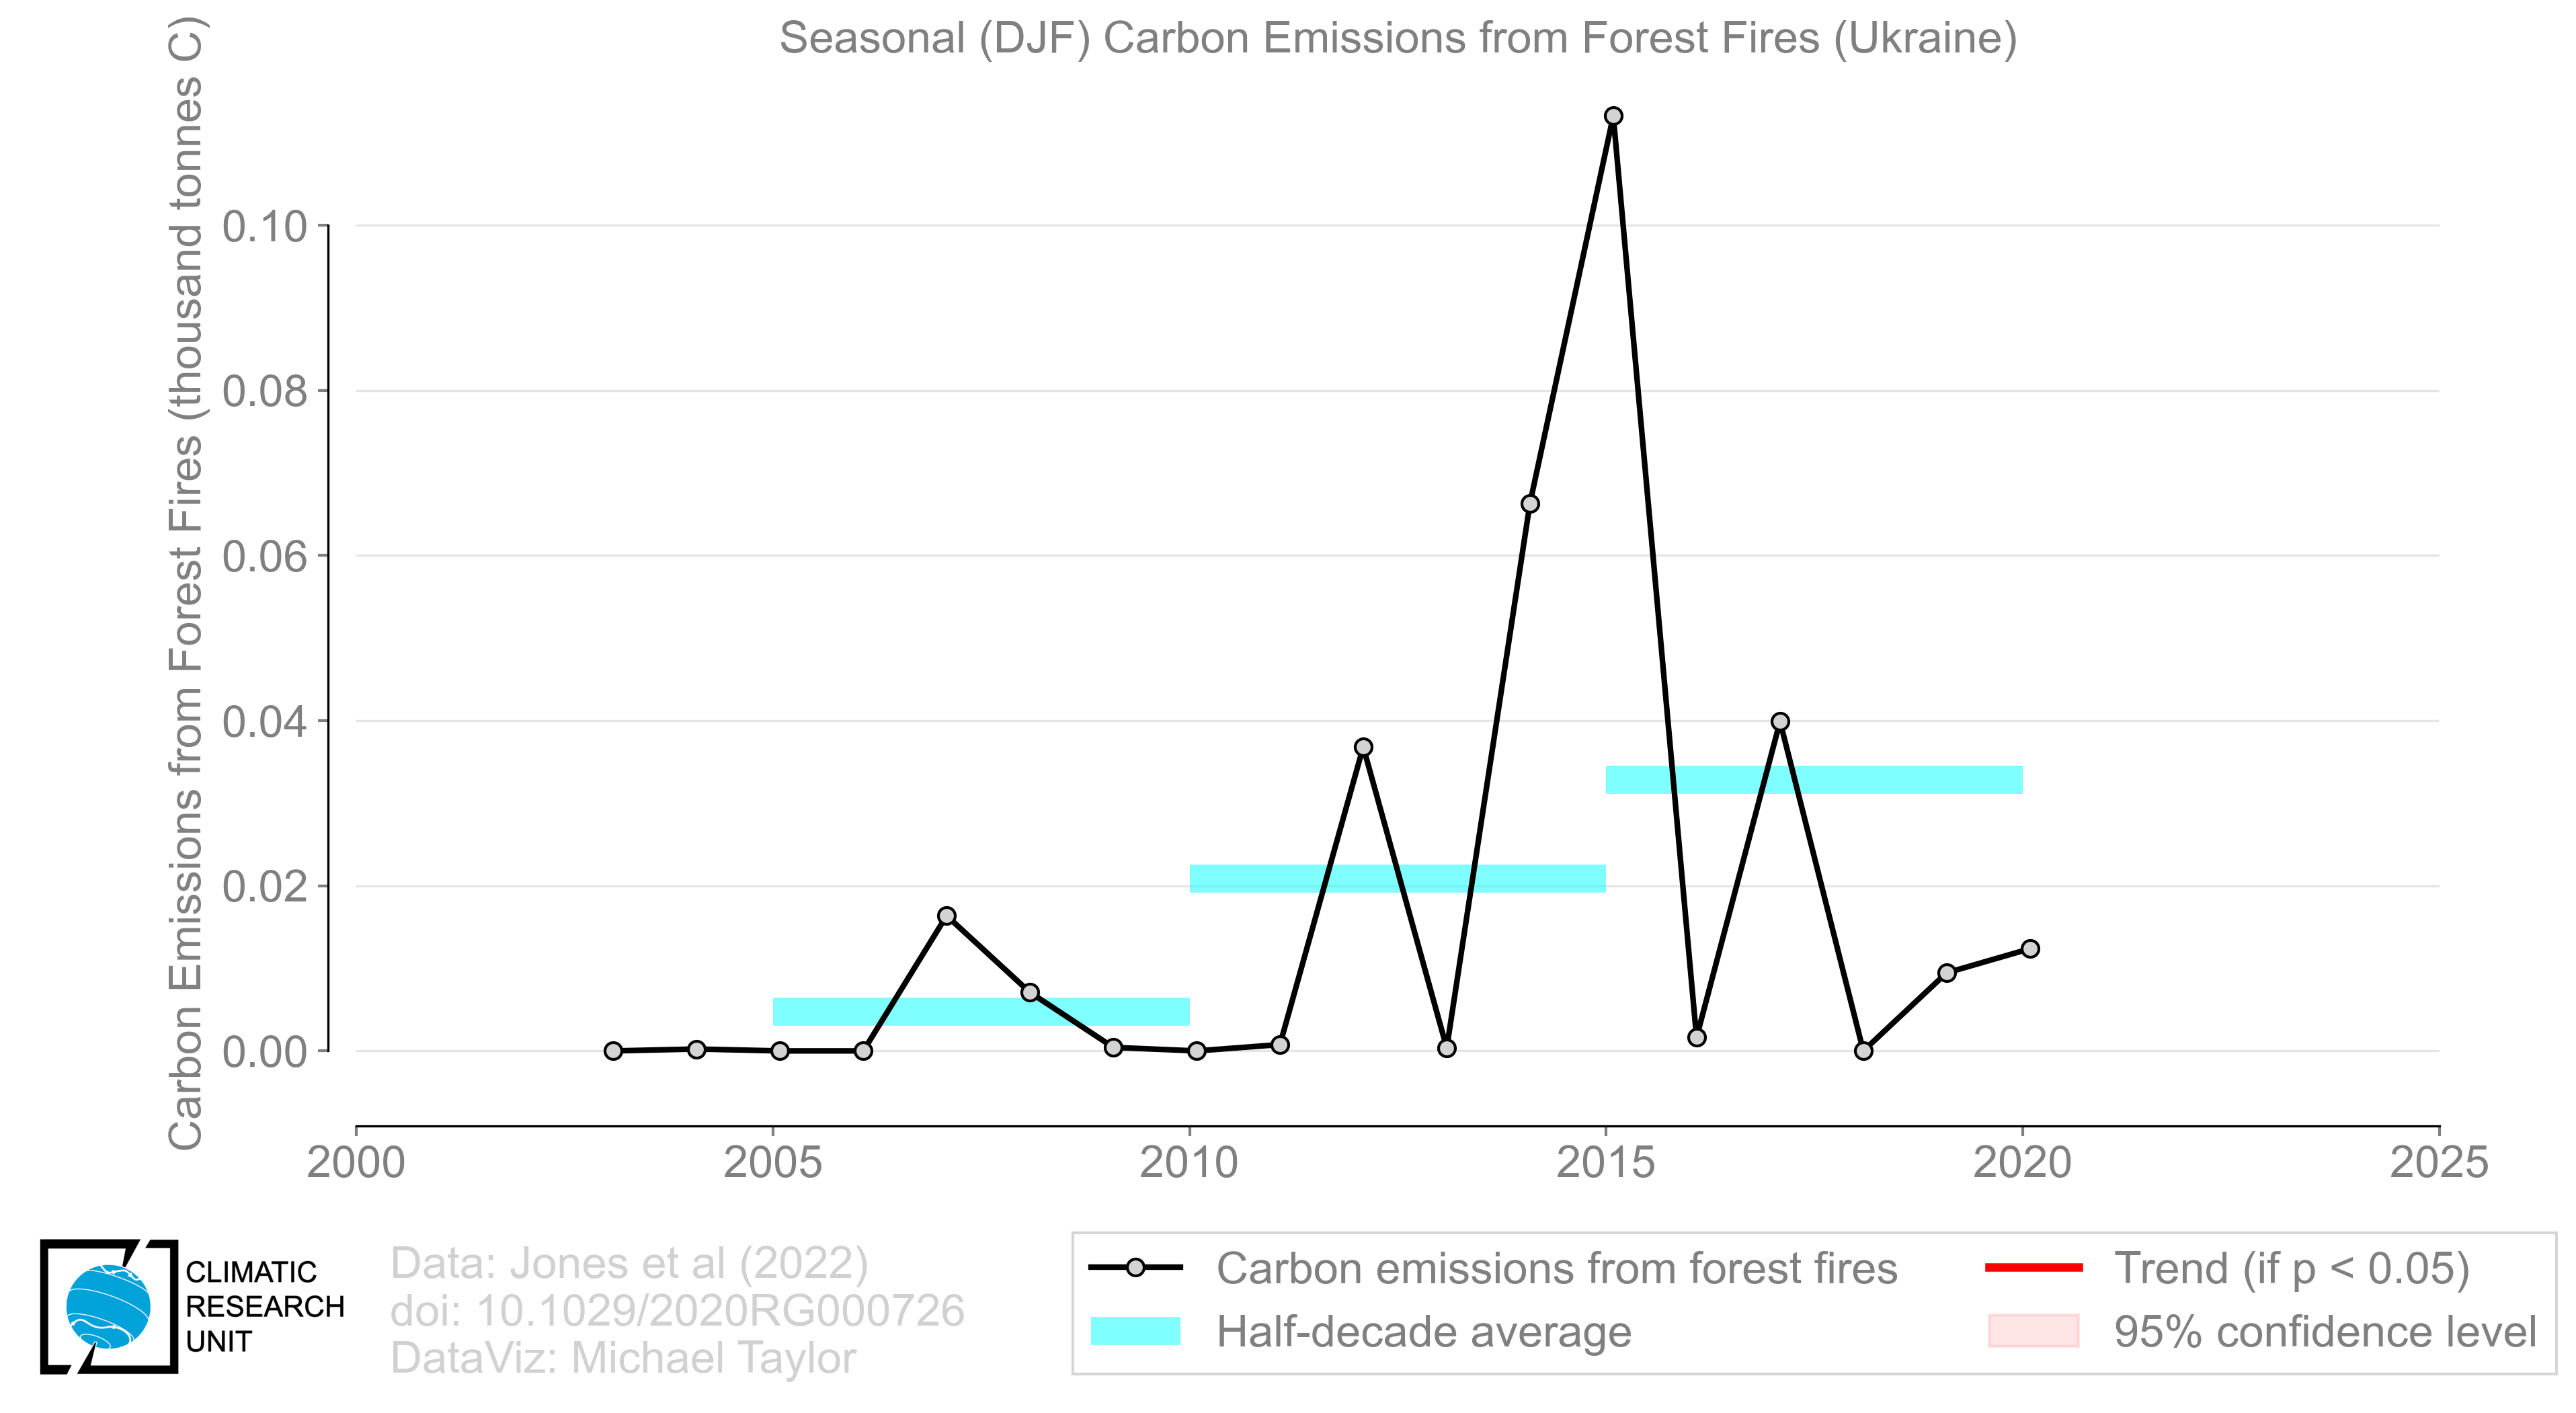 Seasonal (DJF) Carbon Emissions from Forest Fires (Ukraine)
Carbon Emissions from Forest Fires (thousand tonnes C)
0.10
0.08
0.06
0.04
0.02
0.00
2000 2005 2010 2015 2020 2025
CLIMATIC
RESEARCH
UNIT
Data: Jones et al (2022)
doi: 10.1029/2020RG000726
DataViz: Michael Taylor
Carbon emissions from forest fires
Half-decade average
Trend (if p < 0.05)
95% confidence level